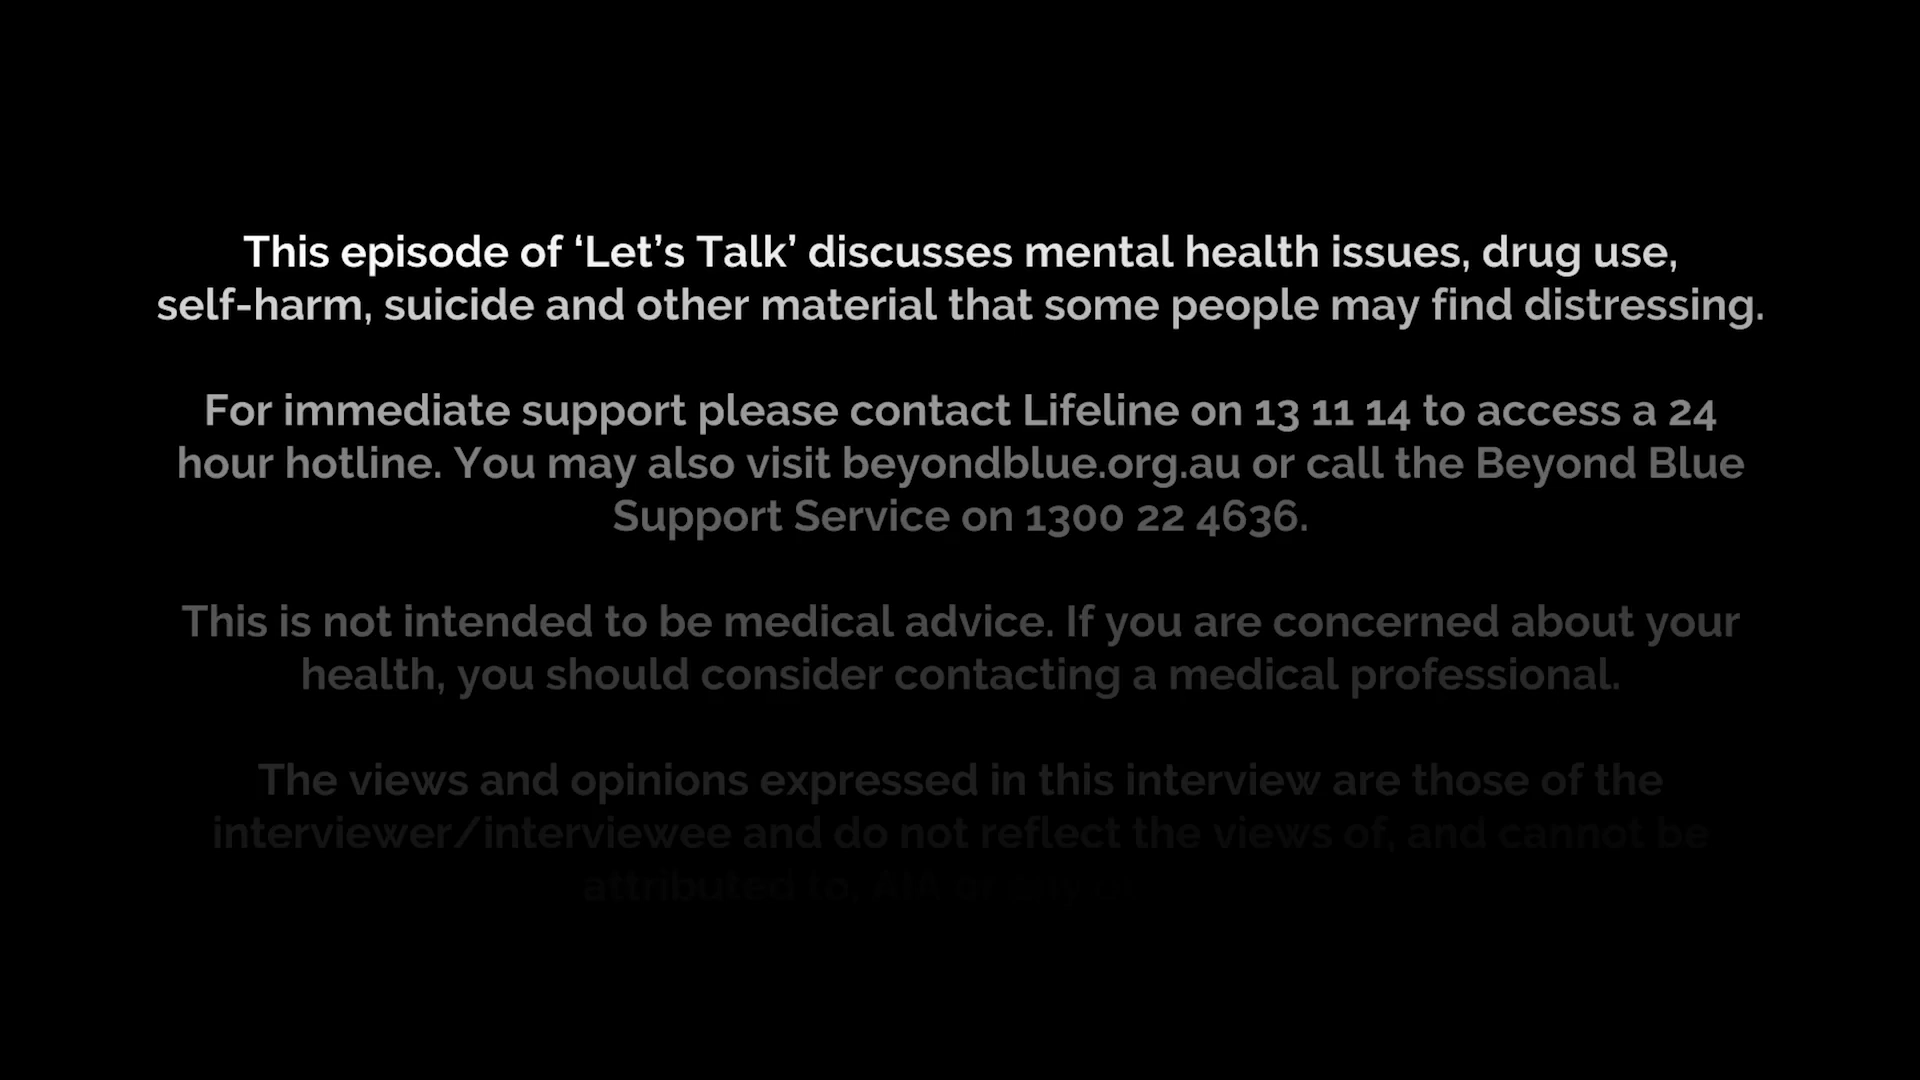 This episode of ‘Let’s Talk’ discusses mental health issues, drug use,
self-harm, suicide and other material that some people may find distressing.
For immediate support please contact Lifeline on 13 11 14 to access a 24
hour hotline. You may also visit beyondblue.org.au or call the Beyond Blue
Support Service on 1300 22 4636.
This is not intended to be medical advice. If you are concerned about your
health, you should consider contacting a medical professional.
The views and opinions expressed in this interview are those of the
interviewer/interviewee and do not reflect the views of, and cannot be
attributed to, AIA or any